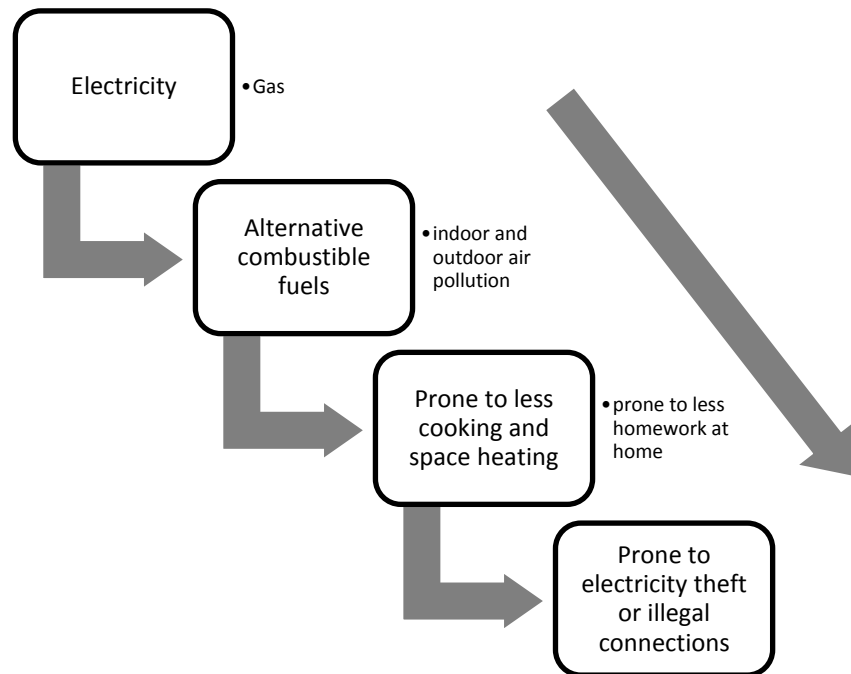 Electricity
•Gas
Alternative
combustible
fuels
•indoor and
outdoor air
pollution
Prone to less
cooking and
space heating
•prone to less
homework at
home
Prone to
electricity theft
or illegal
connections